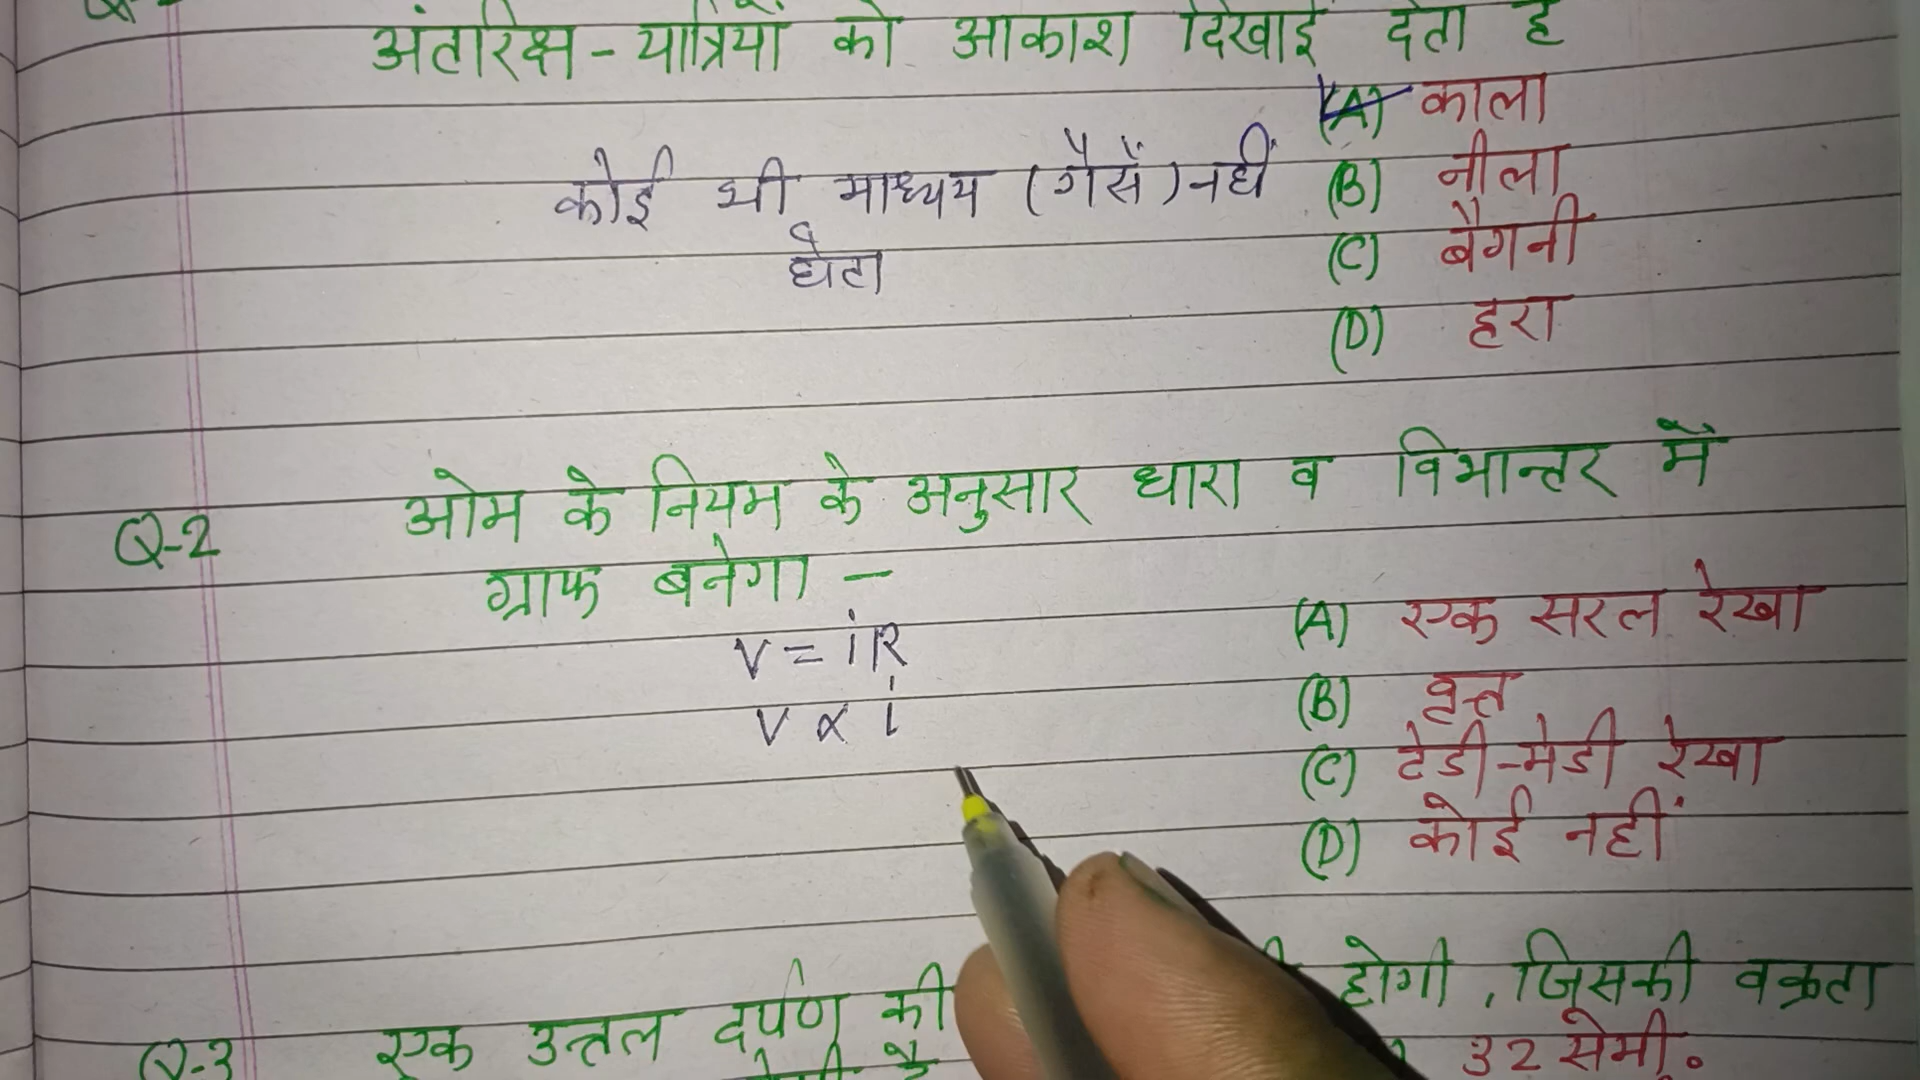 अंतरिक्ष-यात्रियों को आकाश दिखाई देता है
(A) काला
कोई भी माध्यम (गैसें) नहीं
होता
(B) नीला
(C) बैगनी
(D) हरा
Q-2 ओम के नियम के अनुसार धारा व विभान्तर में
ग्राफ बनेगा -
V = iR
V ∝ i
(A) एक सरल रेखा
(B) वृत्त
(C) टेडी-मेडी रेखा
(D) कोई नहीं
Q-3 एक उत्तल दर्पण की होगी, जिसकी वक्रता
32 सेमी.